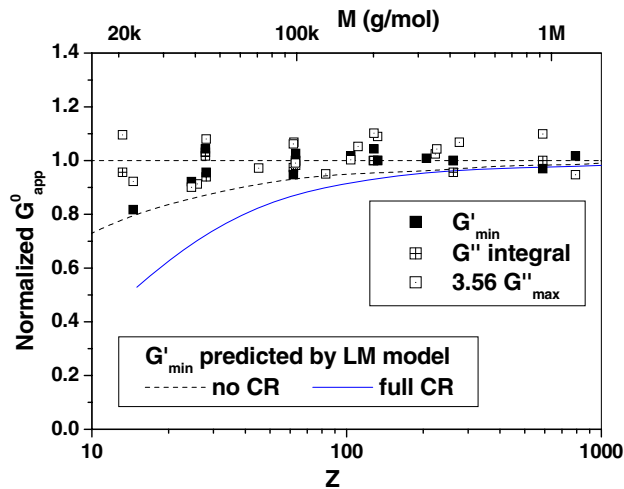 M (g/mol)
20k 100k 1M
1.4
1.2
1.0
0.8
0.6
0.4
0.2
0.0
Normalized G⁰app
G'min
G'' integral
3.56 G''max
G'min predicted by LM model
no CR full CR
10 100 1000
Z